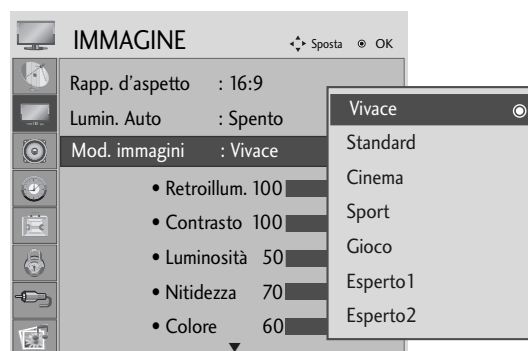 IMMAGINE
Sposta OK
Rapp. d'aspetto : 16:9
Lumin. Auto : Spento
Mod. immagini : Vivace
• Retroillum. 100
• Contrasto 100
• Luminosità 50
• Nitidezza 70
• Colore 60
Vivace
Standard
Cinema
Sport
Gioco
Esperto1
Esperto2